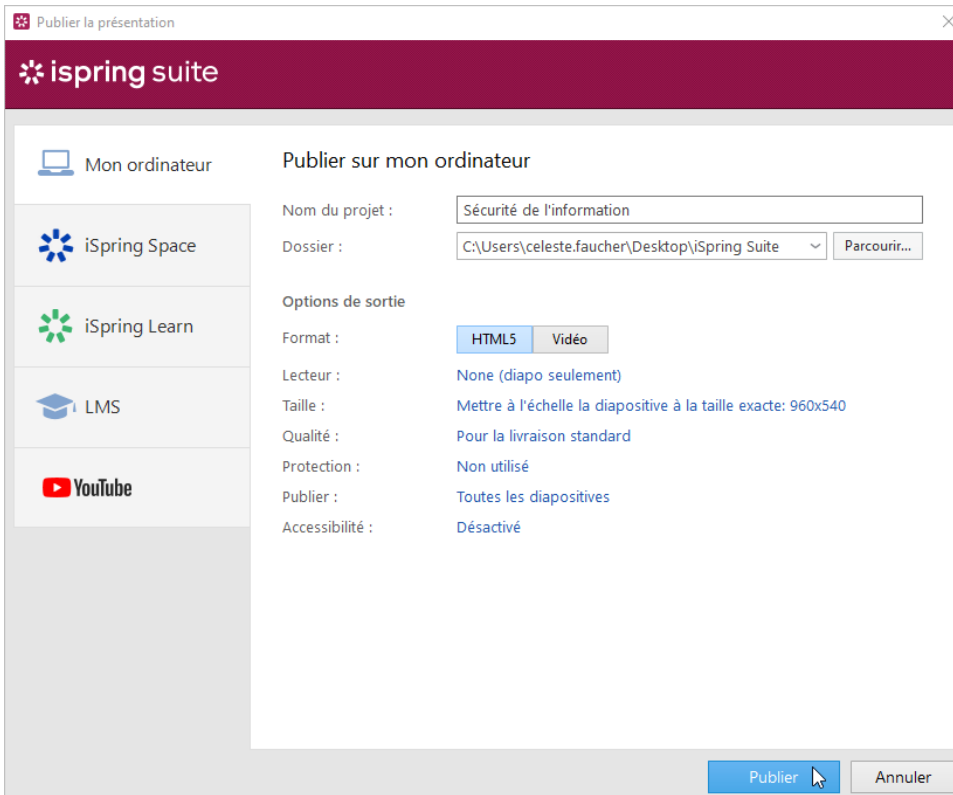 Publier la présentation
ispring suite
Mon ordinateur
iSpring Space
iSpring Learn
LMS
YouTube
Publier sur mon ordinateur
Nom du projet : Sécurité de l'information
Dossier : C:\Users\celeste.faucher\Desktop\iSpring Suite Parcourir...
Options de sortie
Format : HTML5 Vidéo
Lecteur : None (diapo seulement)
Taille : Mettre à l'échelle la diapositive à la taille exacte: 960x540
Qualité : Pour la livraison standard
Protection : Non utilisé
Publier : Toutes les diapositives
Accessibilité : Désactivé
Publier Annuler